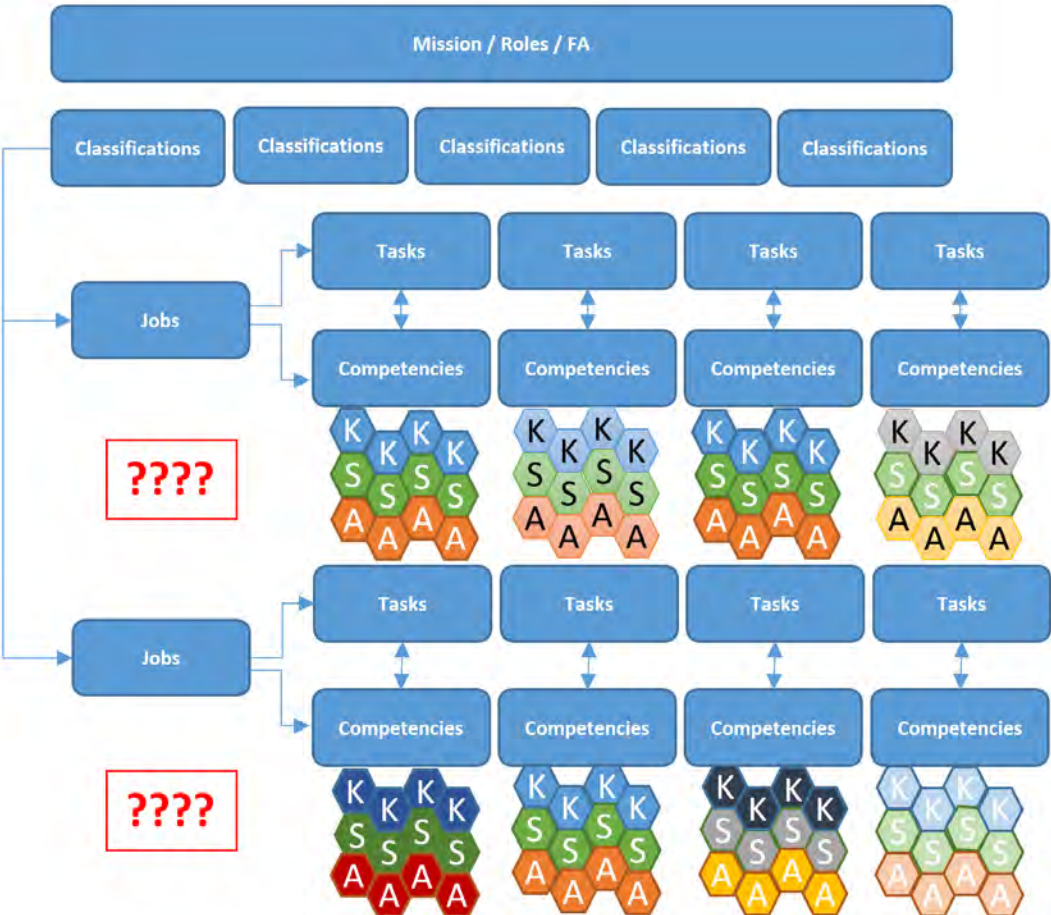 Mission / Roles / FA
Classifications Classifications Classifications Classifications Classifications
Tasks Tasks Tasks Tasks
Jobs
Competencies Competencies Competencies Competencies
K K K K K K K K K K K K K K K K
S S S S S S S S S S S S S S S S
A A A A A A A A A A A A A A A A
????
Tasks Tasks Tasks Tasks
Jobs
Competencies Competencies Competencies Competencies
K K K K K K K K K K K K K K K K
S S S S S S S S S S S S S S S S
A A A A A A A A A A A A A A A A
????